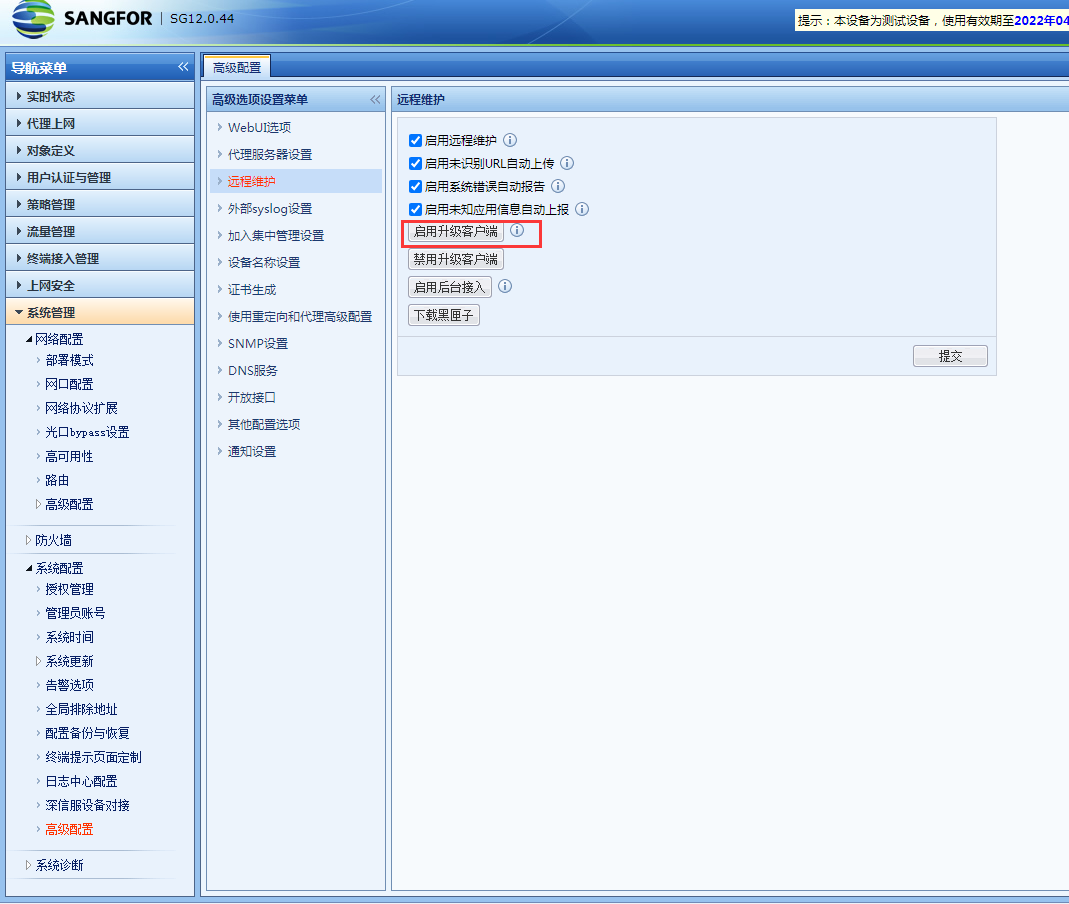 SANGFOR | SG12.0.44
提示：本设备为测试设备，使用有效期至2022年04
导航菜单
实时状态
代理上网
对象定义
用户认证与管理
策略管理
流量管理
终端接入管理
上网安全
系统管理
网络配置
部署模式
网口配置
网络协议扩展
光口bypass设置
高可用性
路由
高级配置
防火墙
系统配置
授权管理
管理员账号
系统时间
系统更新
告警选项
全局排除地址
配置备份与恢复
终端提示页面定制
日志中心配置
深信服设备对接
高级配置
系统诊断
高级配置
高级选项设置菜单
WebUI选项
代理服务器设置
远程维护
外部syslog设置
加入集中管理设置
设备名称设置
证书生成
使用重定向和代理高级配置
SNMP设置
DNS服务
开放接口
其他配置选项
通知设置
远程维护
启用远程维护
启用未识别URL自动上传
启用系统错误自动报告
启用未知应用信息自动上报
启用升级客户端
禁用升级客户端
启用后台接入
下载黑匣子
提交